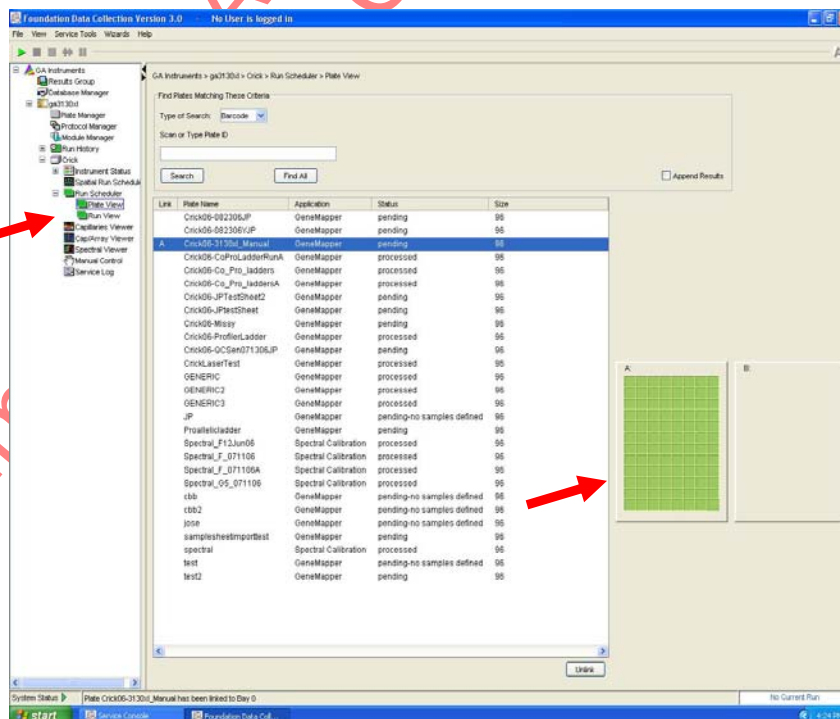 Foundation Data Collection Version 3.0 - No User is logged in
File View Service Tools Wizards Help
GA Instruments
Results Group
Database Manager
ga3130xl
Plate Manager
Protocol Manager
Module Manager
Run History
Crick
Instrument Status
Spatial Run Schedul
Run Scheduler
Plate View
Run View
Capillaries Viewer
Cap/Array Viewer
Spectral Viewer
Manual Control
Service Log
GA Instruments > ga3130xl > Crick > Run Scheduler > Plate View
Find Plates Matching These Criteria
Type of Search: Barcode
Scan or Type Plate ID
Search Find All Append Results
Link Plate Name Application Status Size
Crick06-082306JP GeneMapper pending 96
Crick06-082306YJP GeneMapper pending 96
A Crick06-3130xl_Manual GeneMapper pending 96
Crick06-CoProLadderRunA GeneMapper processed 96
Crick06-Co_Pro_ladders GeneMapper processed 96
Crick06-Co_Pro_laddersA GeneMapper processed 96
Crick06-JPTestSheet2 GeneMapper pending 96
Crick06-JPtestSheet GeneMapper pending 96
Crick06-Missy GeneMapper pending 96
Crick06-ProfilerLadder GeneMapper processed 96
Crick06-QCSen071306JP GeneMapper pending 96
CrickLaserTest GeneMapper processed 96
GENERIC GeneMapper processed 96
GENERIC2 GeneMapper processed 96
GENERIC3 GeneMapper processed 96
JP GeneMapper pending-no samples defined 96
Proallelicladder GeneMapper pending 96
Spectral_F12Jun06 Spectral Calibration processed 96
Spectral_F_071106 Spectral Calibration processed 96
Spectral_F_071106A Spectral Calibration processed 96
Spectral_G5_071106 Spectral Calibration processed 96
cbb GeneMapper pending-no samples defined 96
cbb2 GeneMapper pending-no samples defined 96
jose GeneMapper pending-no samples defined 96
samplesheetimporttest GeneMapper pending 96
spectral Spectral Calibration processed 96
test GeneMapper pending-no samples defined 96
test2 GeneMapper pending 96
A: B:
Unlink
System Status Plate Crick06-3130xl_Manual has been linked to Bay 0 No Current Run
start Service Console Foundation Data Coll...